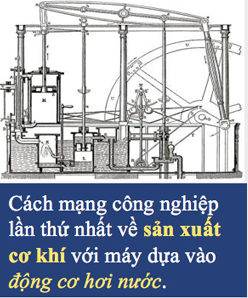 Cách mạng công nghiệp
lần thứ nhất về sản xuất
cơ khí với máy dựa vào
động cơ hơi nước.